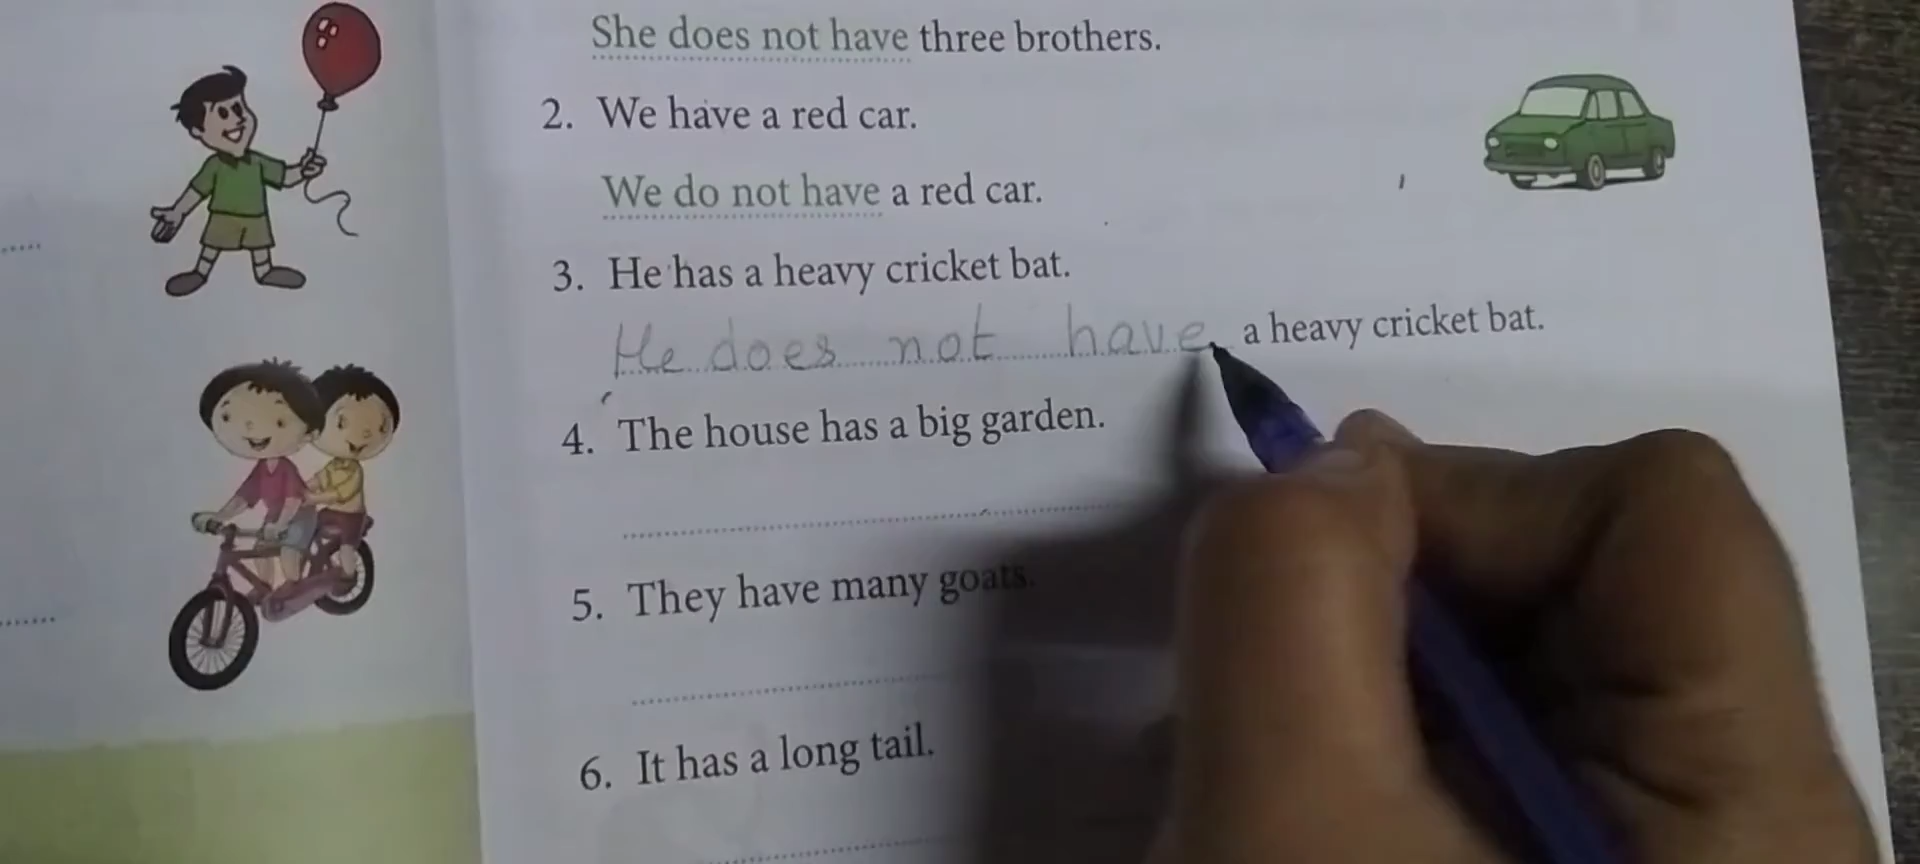 She does not have three brothers.
2. We have a red car.
We do not have a red car.
3. He has a heavy cricket bat.
He does not have a heavy cricket bat.
4. The house has a big garden.
5. They have many goats.
6. It has a long tail.